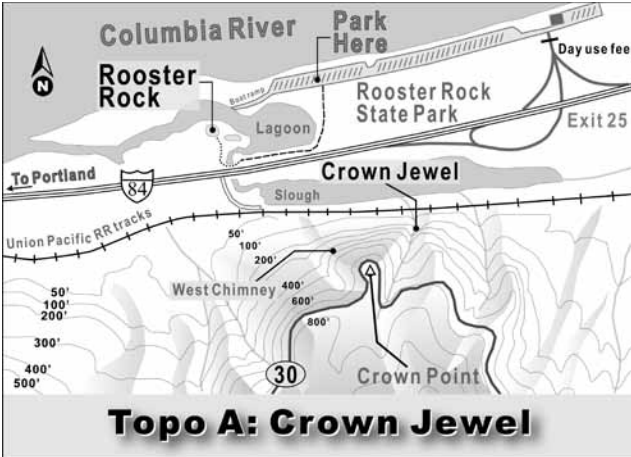 Columbia River
Park
Here
N
Rooster
Rock
Boat ramp
Day use fee
Rooster Rock
State Park
Exit 25
Lagoon
To Portland
84
Crown Jewel
Slough
Union Pacific RR tracks
50'
100'
200'
West Chimney
400'
600'
800'
50'
100'
200'
300'
400'
500'
30
Crown Point
Topo A: Crown Jewel